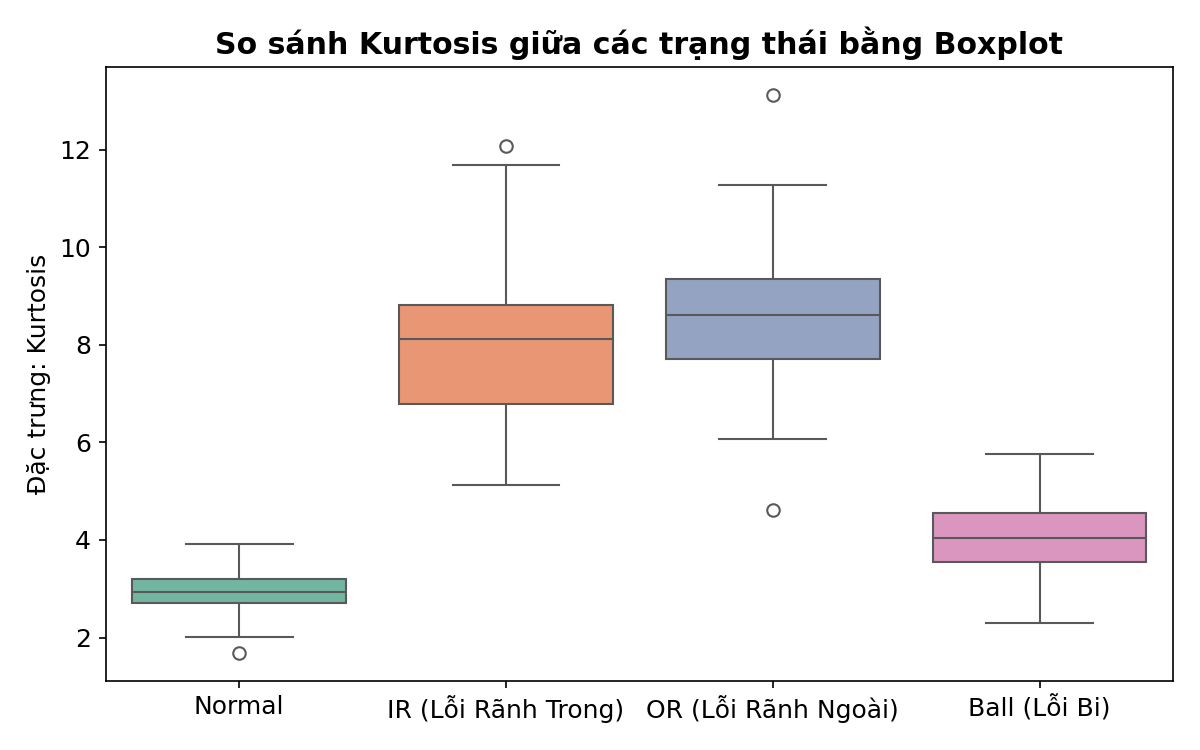 So sánh Kurtosis giữa các trạng thái bằng Boxplot
Đặc trưng: Kurtosis
12
10
8
6
4
2
Normal
IR (Lỗi Rãnh Trong)
OR (Lỗi Rãnh Ngoài)
Ball (Lỗi Bi)